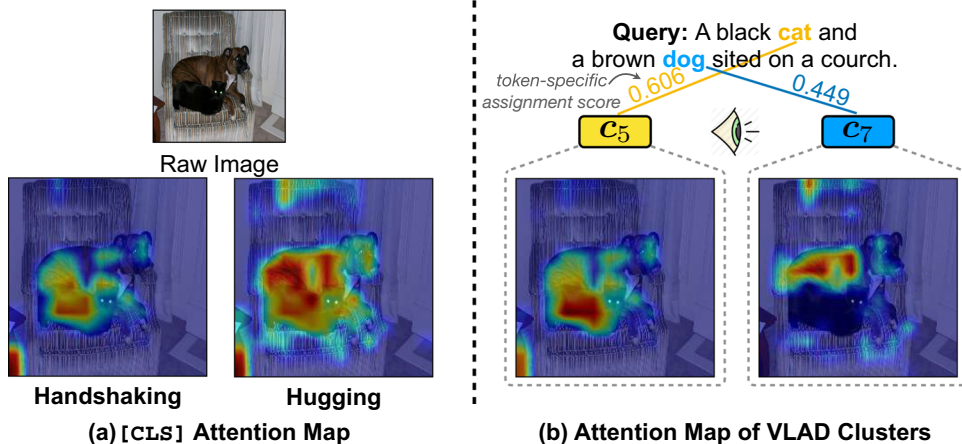 Raw Image
Handshaking
Hugging
(a) [CLS] Attention Map
Query: A black cat and
a brown dog sited on a courch.
token-specific
assignment score
0.606
0.449
c5
c7
(b) Attention Map of VLAD Clusters